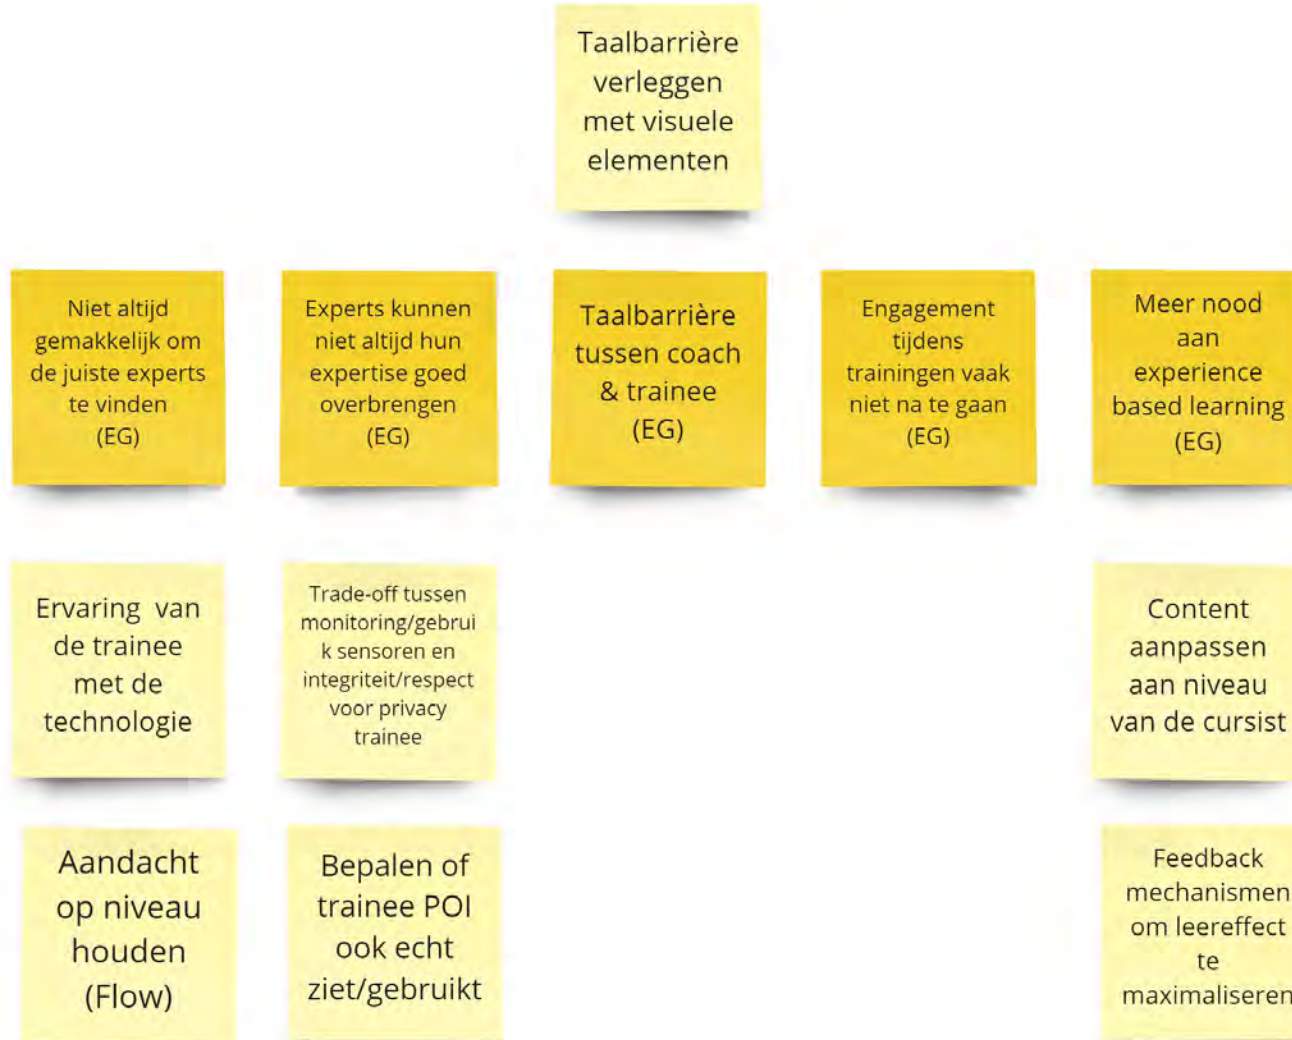 Taalbarrière
verleggen
met visuele
elementen
Niet altijd
gemakkelijk om
de juiste experts
te vinden
(EG)
Experts kunnen
niet altijd hun
expertise goed
overbrengen
(EG)
Taalbarrière
tussen coach
& trainee
(EG)
Engagement
tijdens
trainingen vaak
niet na te gaan
(EG)
Meer nood
aan
experience
based learning
(EG)
Ervaring van
de trainee
met de
technologie
Trade-off tussen
monitoring/gebrui
k sensoren en
integriteit/respect
voor privacy
trainee
Content
aanpassen
aan niveau
van de cursist
Aandacht
op niveau
houden
(Flow)
Bepalen of
trainee POI
ook echt
ziet/gebruikt
Feedback
mechanismen
om leereffect
te
maximaliseren